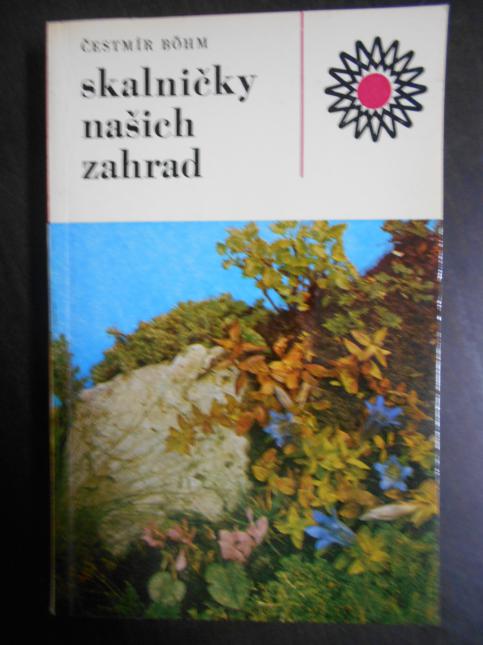 ČESTMÍR BÖHM
skalničky
našich
zahrad